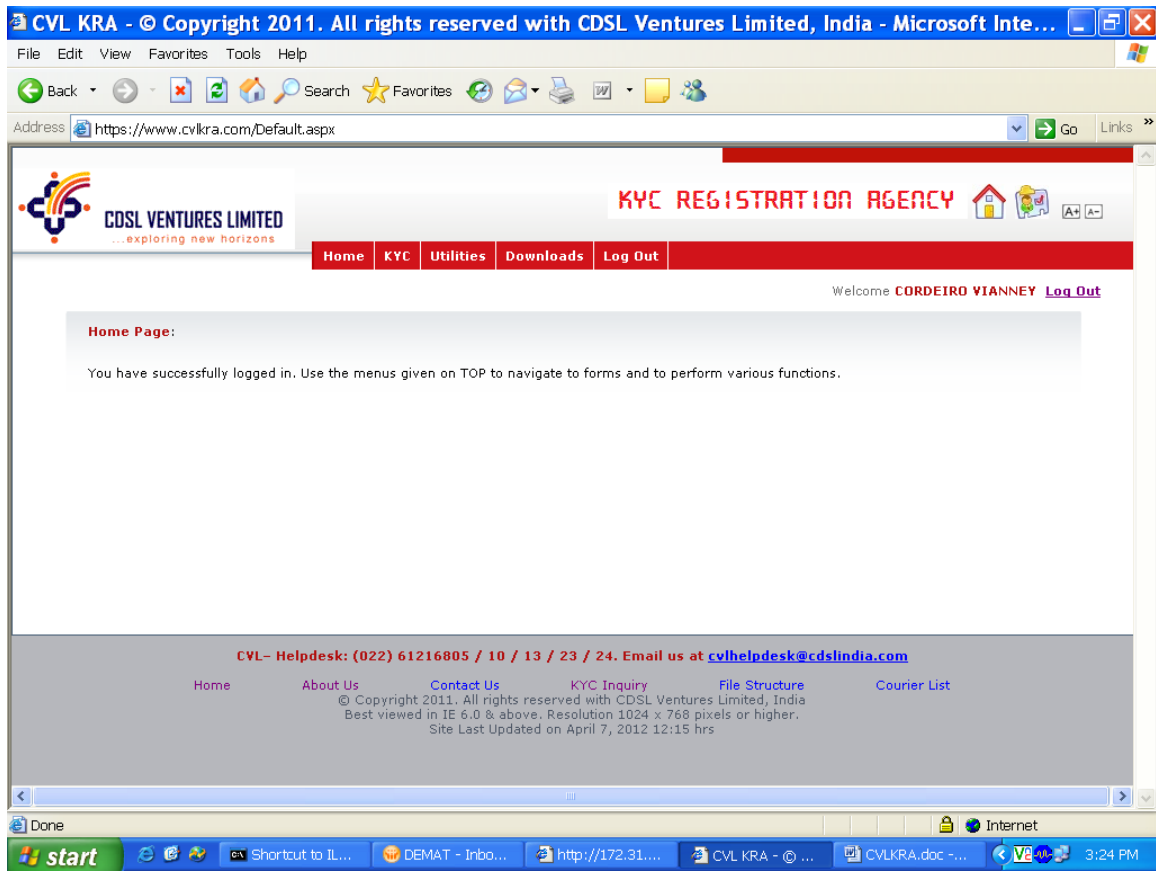 CVL KRA - © Copyright 2011. All rights reserved with CDSL Ventures Limited, India - Microsoft Inte...
File Edit View Favorites Tools Help
Back Search Favorites
Address https://www.cvlkra.com/Default.aspx Go Links »
CDSL VENTURES LIMITED
...exploring new horizons
KYC REGISTRATION AGENCY A+ A-
Home KYC Utilities Downloads Log Out
Welcome CORDEIRO VIANNEY Log Out
Home Page:
You have successfully logged in. Use the menus given on TOP to navigate to forms and to perform various functions.
CVL– Helpdesk: (022) 61216805 / 10 / 13 / 23 / 24. Email us at cvlhelpdesk@cdslindia.com
Home About Us Contact Us KYC Inquiry File Structure Courier List
© Copyright 2011. All rights reserved with CDSL Ventures Limited, India
Best viewed in IE 6.0 & above. Resolution 1024 x 768 pixels or higher.
Site Last Updated on April 7, 2012 12:15 hrs
Done Internet
start Shortcut to IL... DEMAT - Inbo... http://172.31.... CVL KRA - © ... CVLKRA.doc -... 3:24 PM